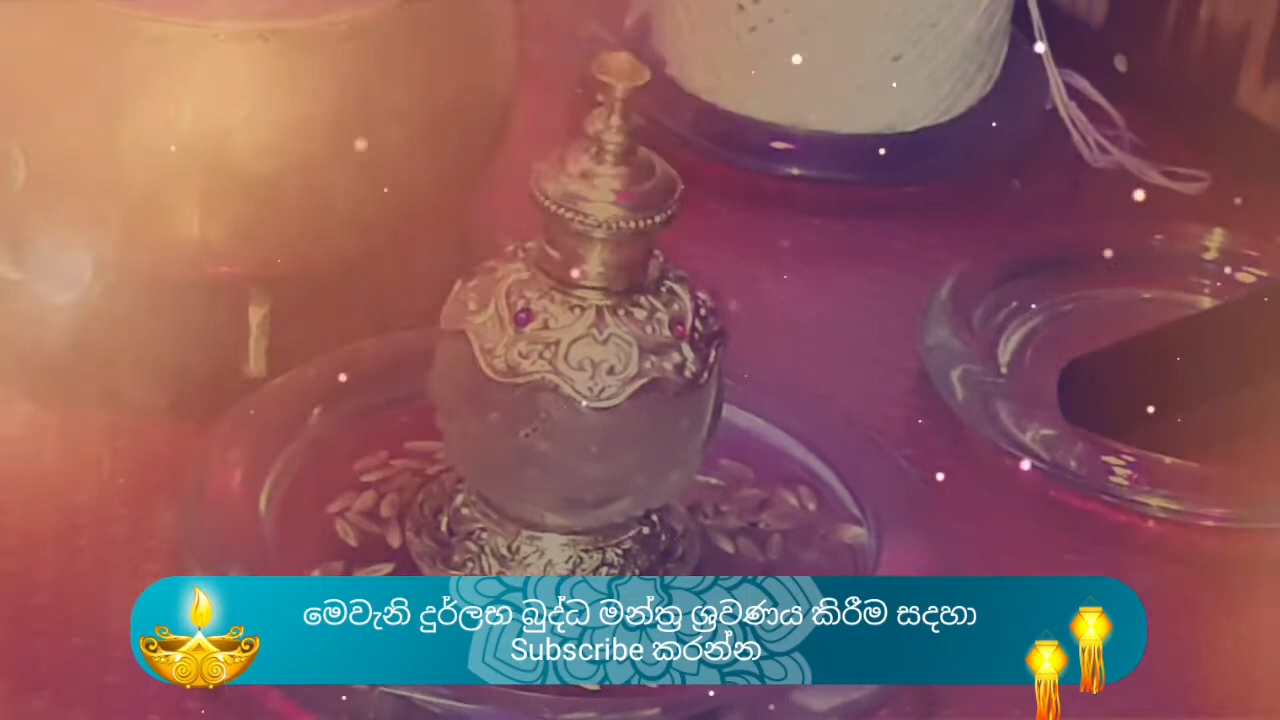 මෙවැනි දුර්ලභ බුද්ධ මන්ත්‍ර ශ්‍රවණය කිරීම සදහා
Subscribe කරන්න